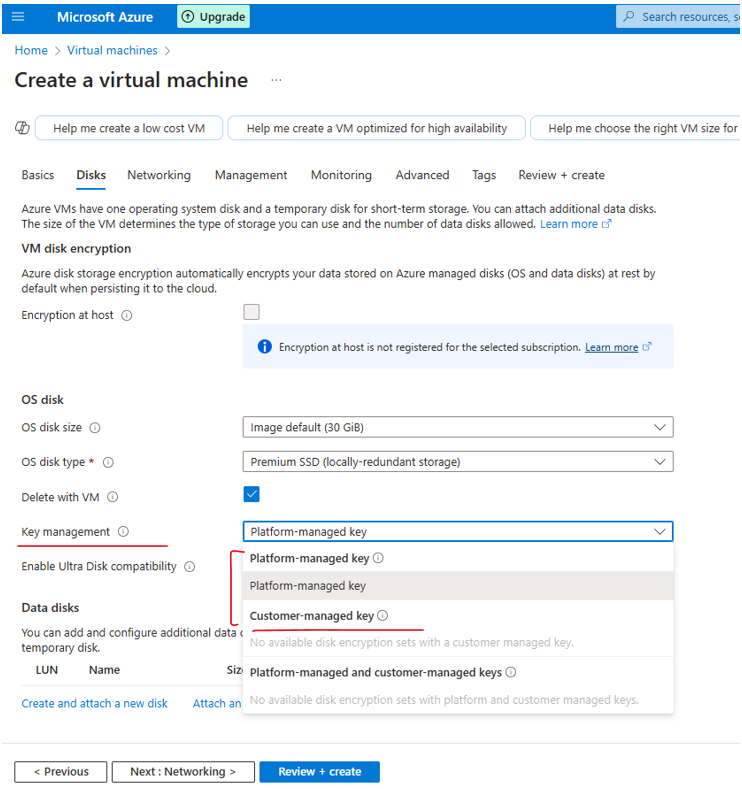 Microsoft Azure
Upgrade
Search resources, s
Home > Virtual machines >
Create a virtual machine ...
Help me create a low cost VM
Help me create a VM optimized for high availability
Help me choose the right VM size for
Basics Disks Networking Management Monitoring Advanced Tags Review + create
Azure VMs have one operating system disk and a temporary disk for short-term storage. You can attach additional data disks.
The size of the VM determines the type of storage you can use and the number of data disks allowed. Learn more
VM disk encryption
Azure disk storage encryption automatically encrypts your data stored on Azure managed disks (OS and data disks) at rest by
default when persisting it to the cloud.
Encryption at host
Encryption at host is not registered for the selected subscription. Learn more
OS disk
OS disk size
Image default (30 GiB)
OS disk type *
Premium SSD (locally-redundant storage)
Delete with VM
Key management
Platform-managed key
Platform-managed key
Enable Ultra Disk compatibility
Platform-managed key
Data disks
Customer-managed key
You can add and configure additional data
temporary disk.
No available disk encryption sets with a customer managed key.
LUN Name Siz
Platform-managed and customer-managed keys
No available disk encryption sets with platform and customer managed keys.
Create and attach a new disk Attach an
< Previous
Next : Networking >
Review + create